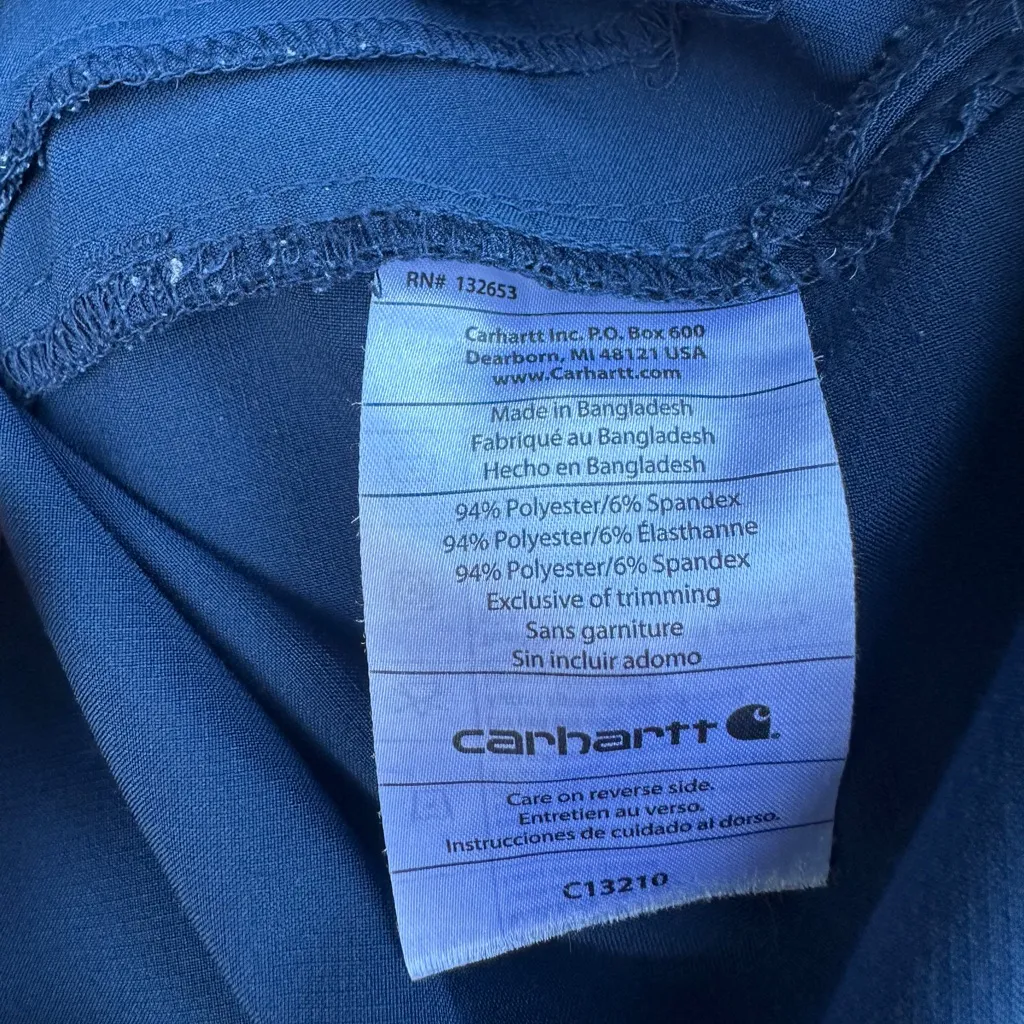 RN# 132653
Carhartt Inc. P.O. Box 600
Dearborn, MI 48121 USA
www.Carhartt.com
Made in Bangladesh
Fabriqué au Bangladesh
Hecho en Bangladesh
94% Polyester/6% Spandex
94% Polyester/6% Élasthanne
94% Polyester/6% Spandex
Exclusive of trimming
Sans garniture
Sin incluir adorno
carhartt
Care on reverse side.
Entretien au verso.
Instrucciones de cuidado al dorso.
C13210